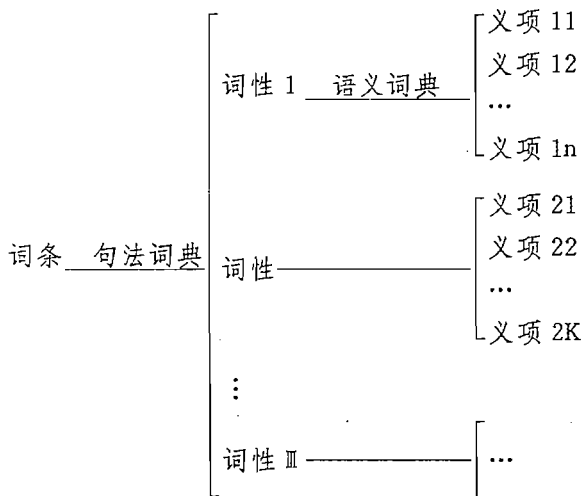 义项 11
词性 1 语义词典 义项 12
…
义项 1n
义项 21
词条 句法词典 词性 义项 22
…
义项 2K
⋮
词性 Ⅲ …